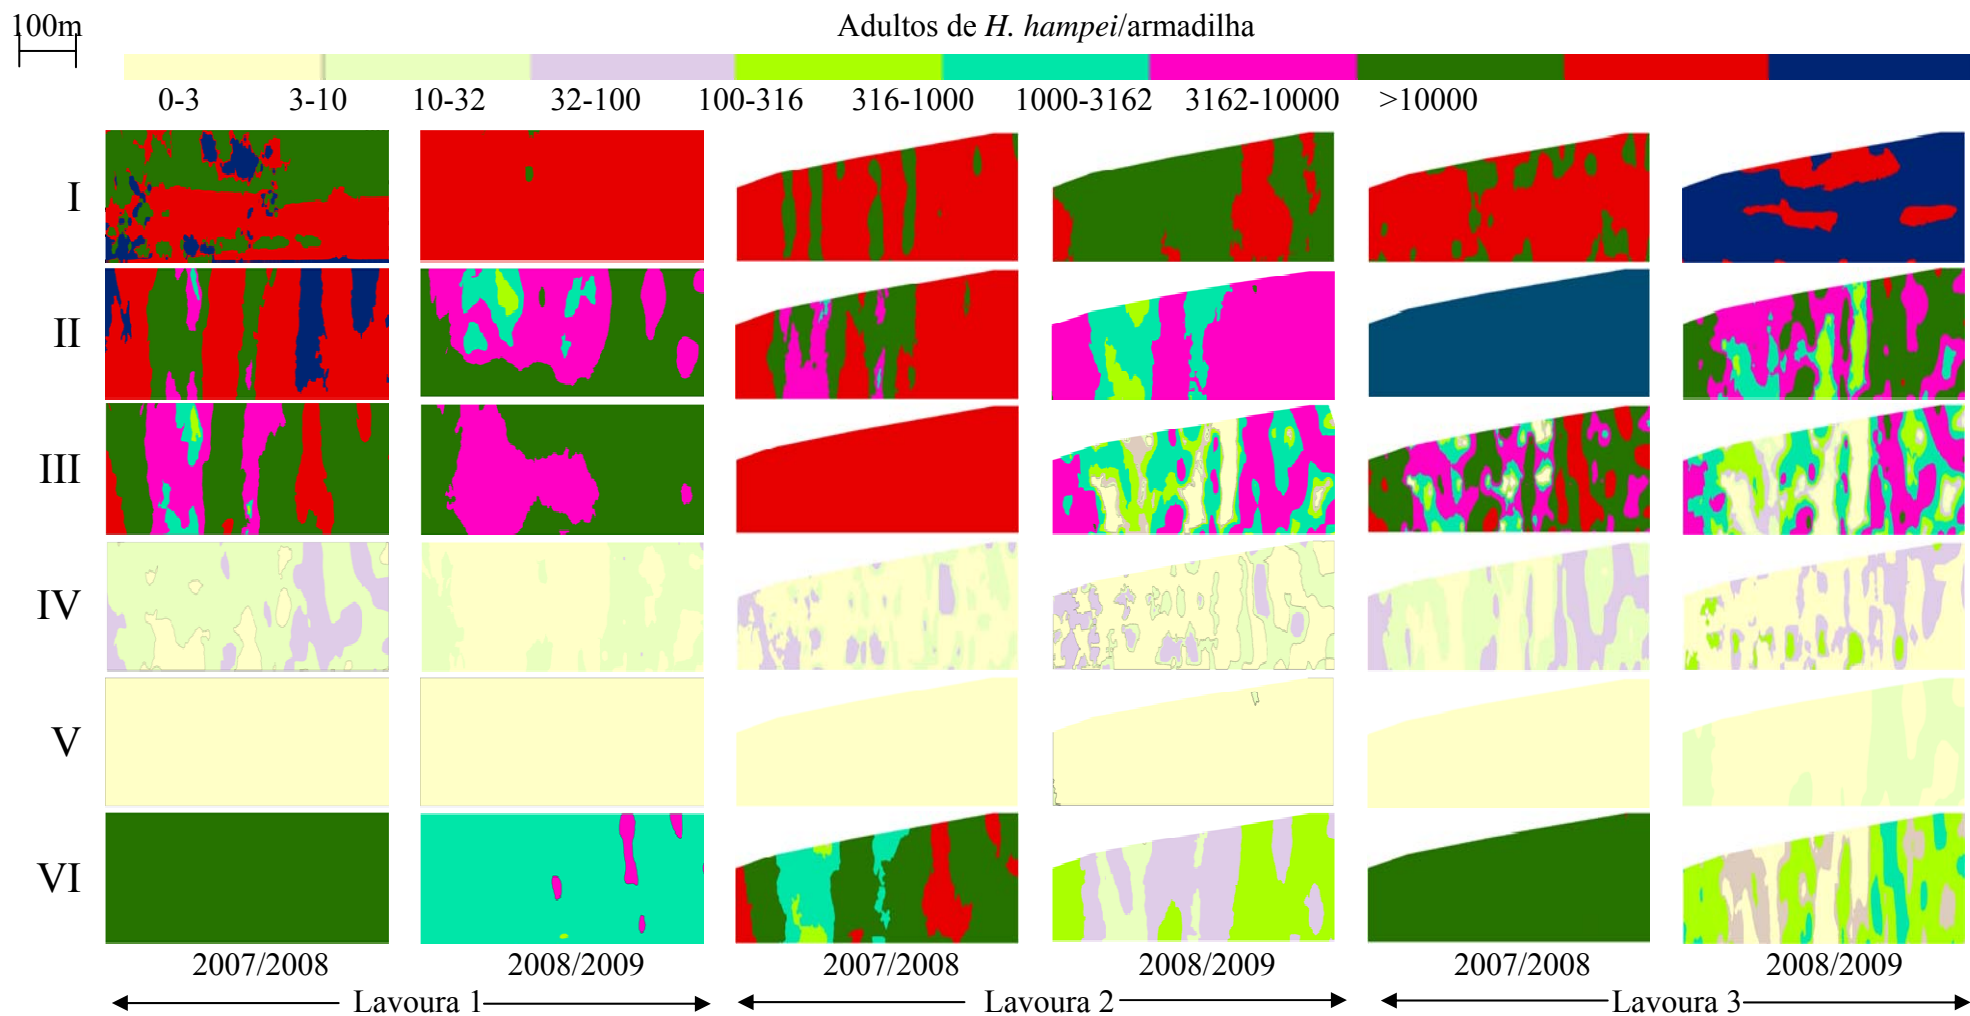 100m
Adultos de H. hampei/armadilha
0-3 3-10 10-32 32-100 100-316 316-1000 1000-3162 3162-10000 >10000
I
II
III
IV
V
VI
2007/2008 2008/2009 2007/2008 2008/2009 2007/2008 2008/2009
Lavoura 1 Lavoura 2 Lavoura 3